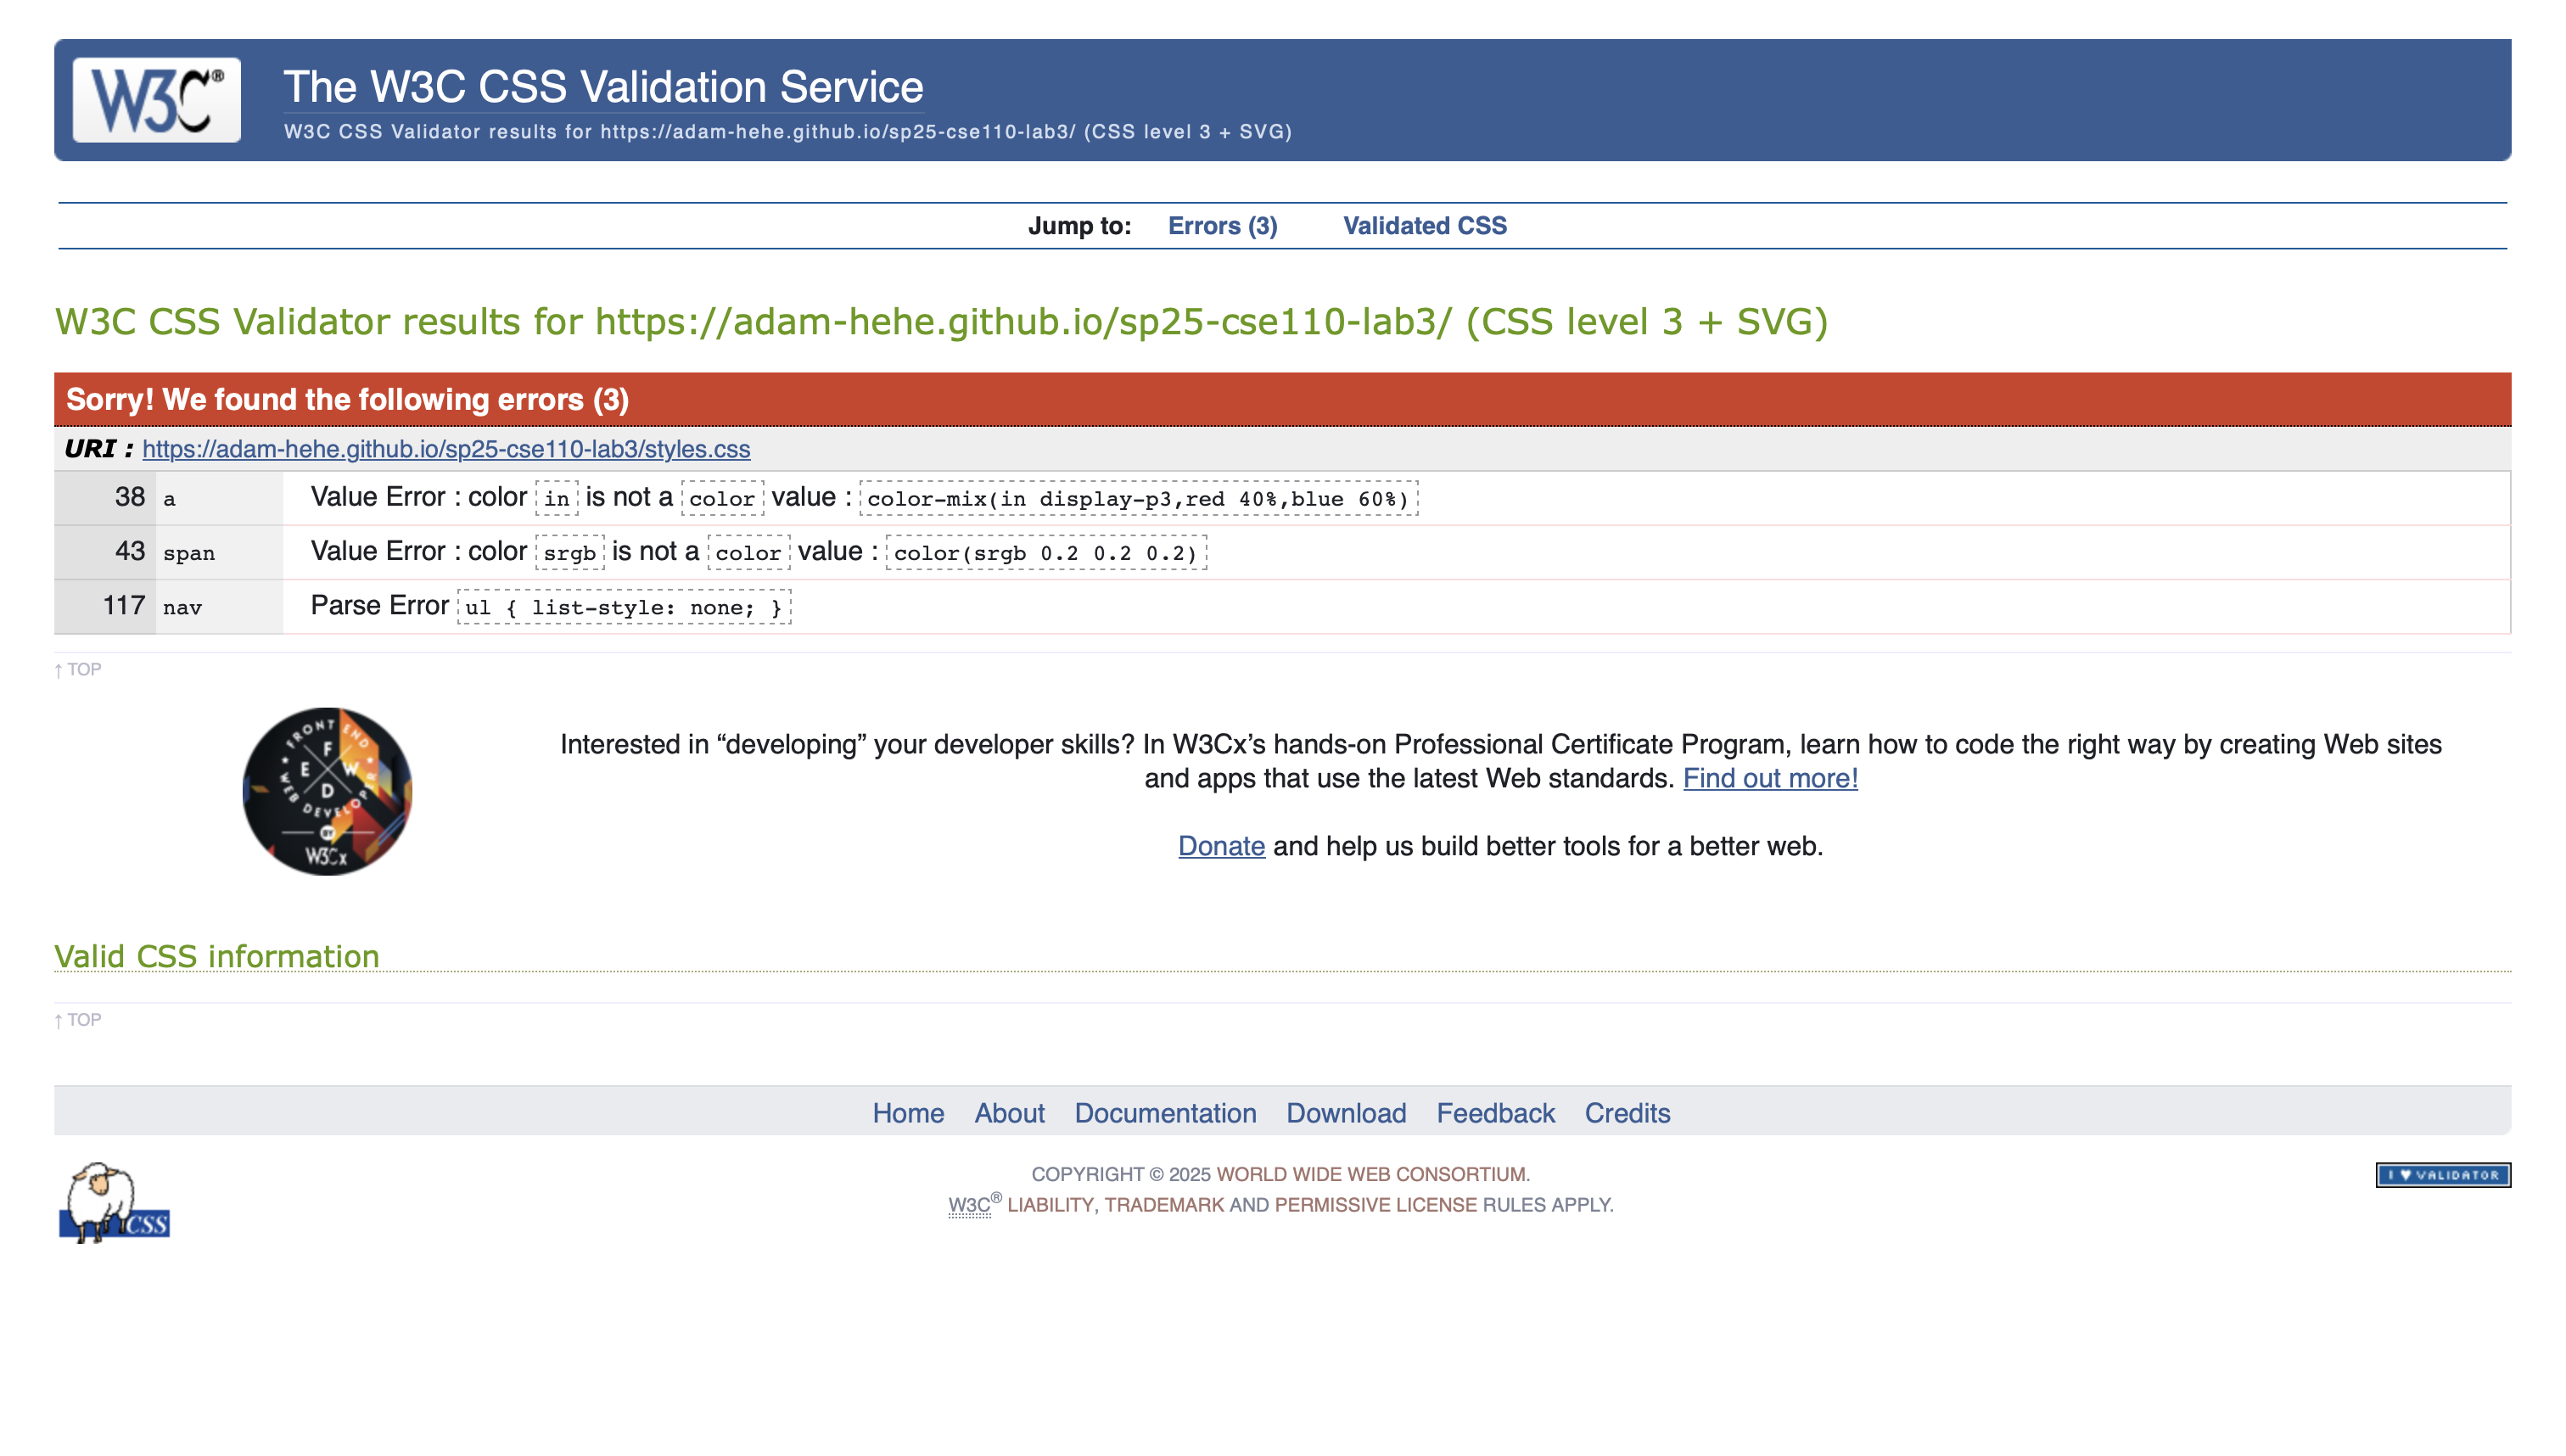 W3C®
The W3C CSS Validation Service
W3C CSS Validator results for https://adam-hehe.github.io/sp25-cse110-lab3/ (CSS level 3 + SVG)
Jump to: Errors (3) Validated CSS
W3C CSS Validator results for https://adam-hehe.github.io/sp25-cse110-lab3/ (CSS level 3 + SVG)
Sorry! We found the following errors (3)
URI : https://adam-hehe.github.io/sp25-cse110-lab3/styles.css
38 a Value Error : color in is not a color value : color-mix(in display-p3,red 40%,blue 60%)
43 span Value Error : color srgb is not a color value : color(srgb 0.2 0.2 0.2)
117 nav Parse Error ul { list-style: none; }
↑ TOP
FRONT END
WEB DEVELOPER
F
E W
D
BY
W3Cx
Interested in “developing” your developer skills? In W3Cx’s hands-on Professional Certificate Program, learn how to code the right way by creating Web sites
and apps that use the latest Web standards. Find out more!
Donate and help us build better tools for a better web.
Valid CSS information
↑ TOP
Home About Documentation Download Feedback Credits
CSS
COPYRIGHT © 2025 WORLD WIDE WEB CONSORTIUM.
W3C® LIABILITY, TRADEMARK AND PERMISSIVE LICENSE RULES APPLY.
I ♥ VALIDATOR